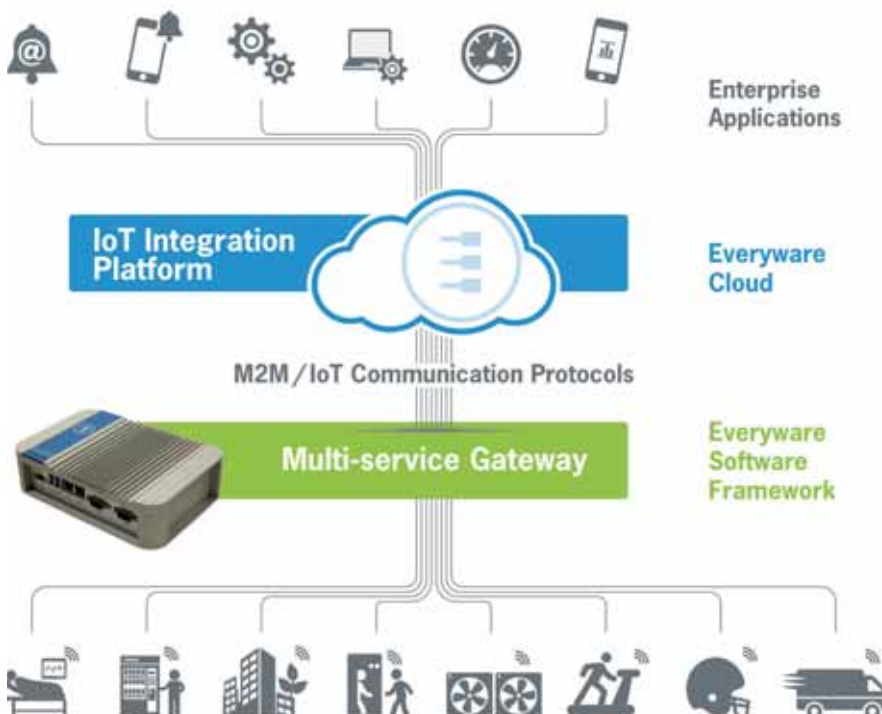 @
Enterprise
Applications
IoT Integration
Platform
Everyware
Cloud
M2M/IoT Communication Protocols
Multi-service Gateway
Everyware
Software
Framework